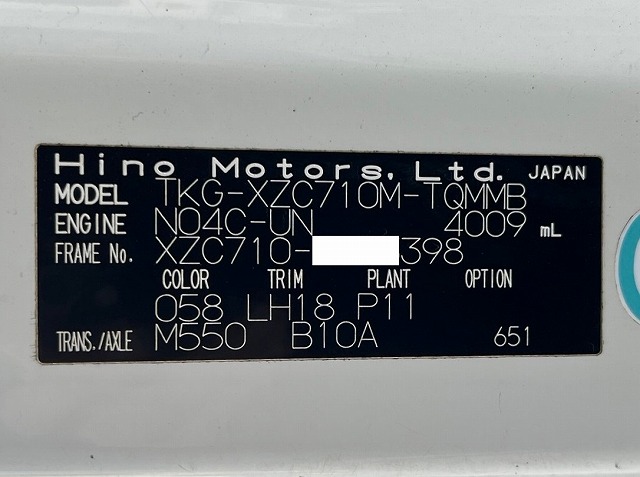 Hino Motors, Ltd. JAPAN
MODEL TKG-XZC710M-TQMMB
ENGINE N04C-UN 4009 mL
FRAME No. XZC710- 398
COLOR TRIM PLANT OPTION
058 LH18 P11
TRANS./AXLE M550 B10A 651